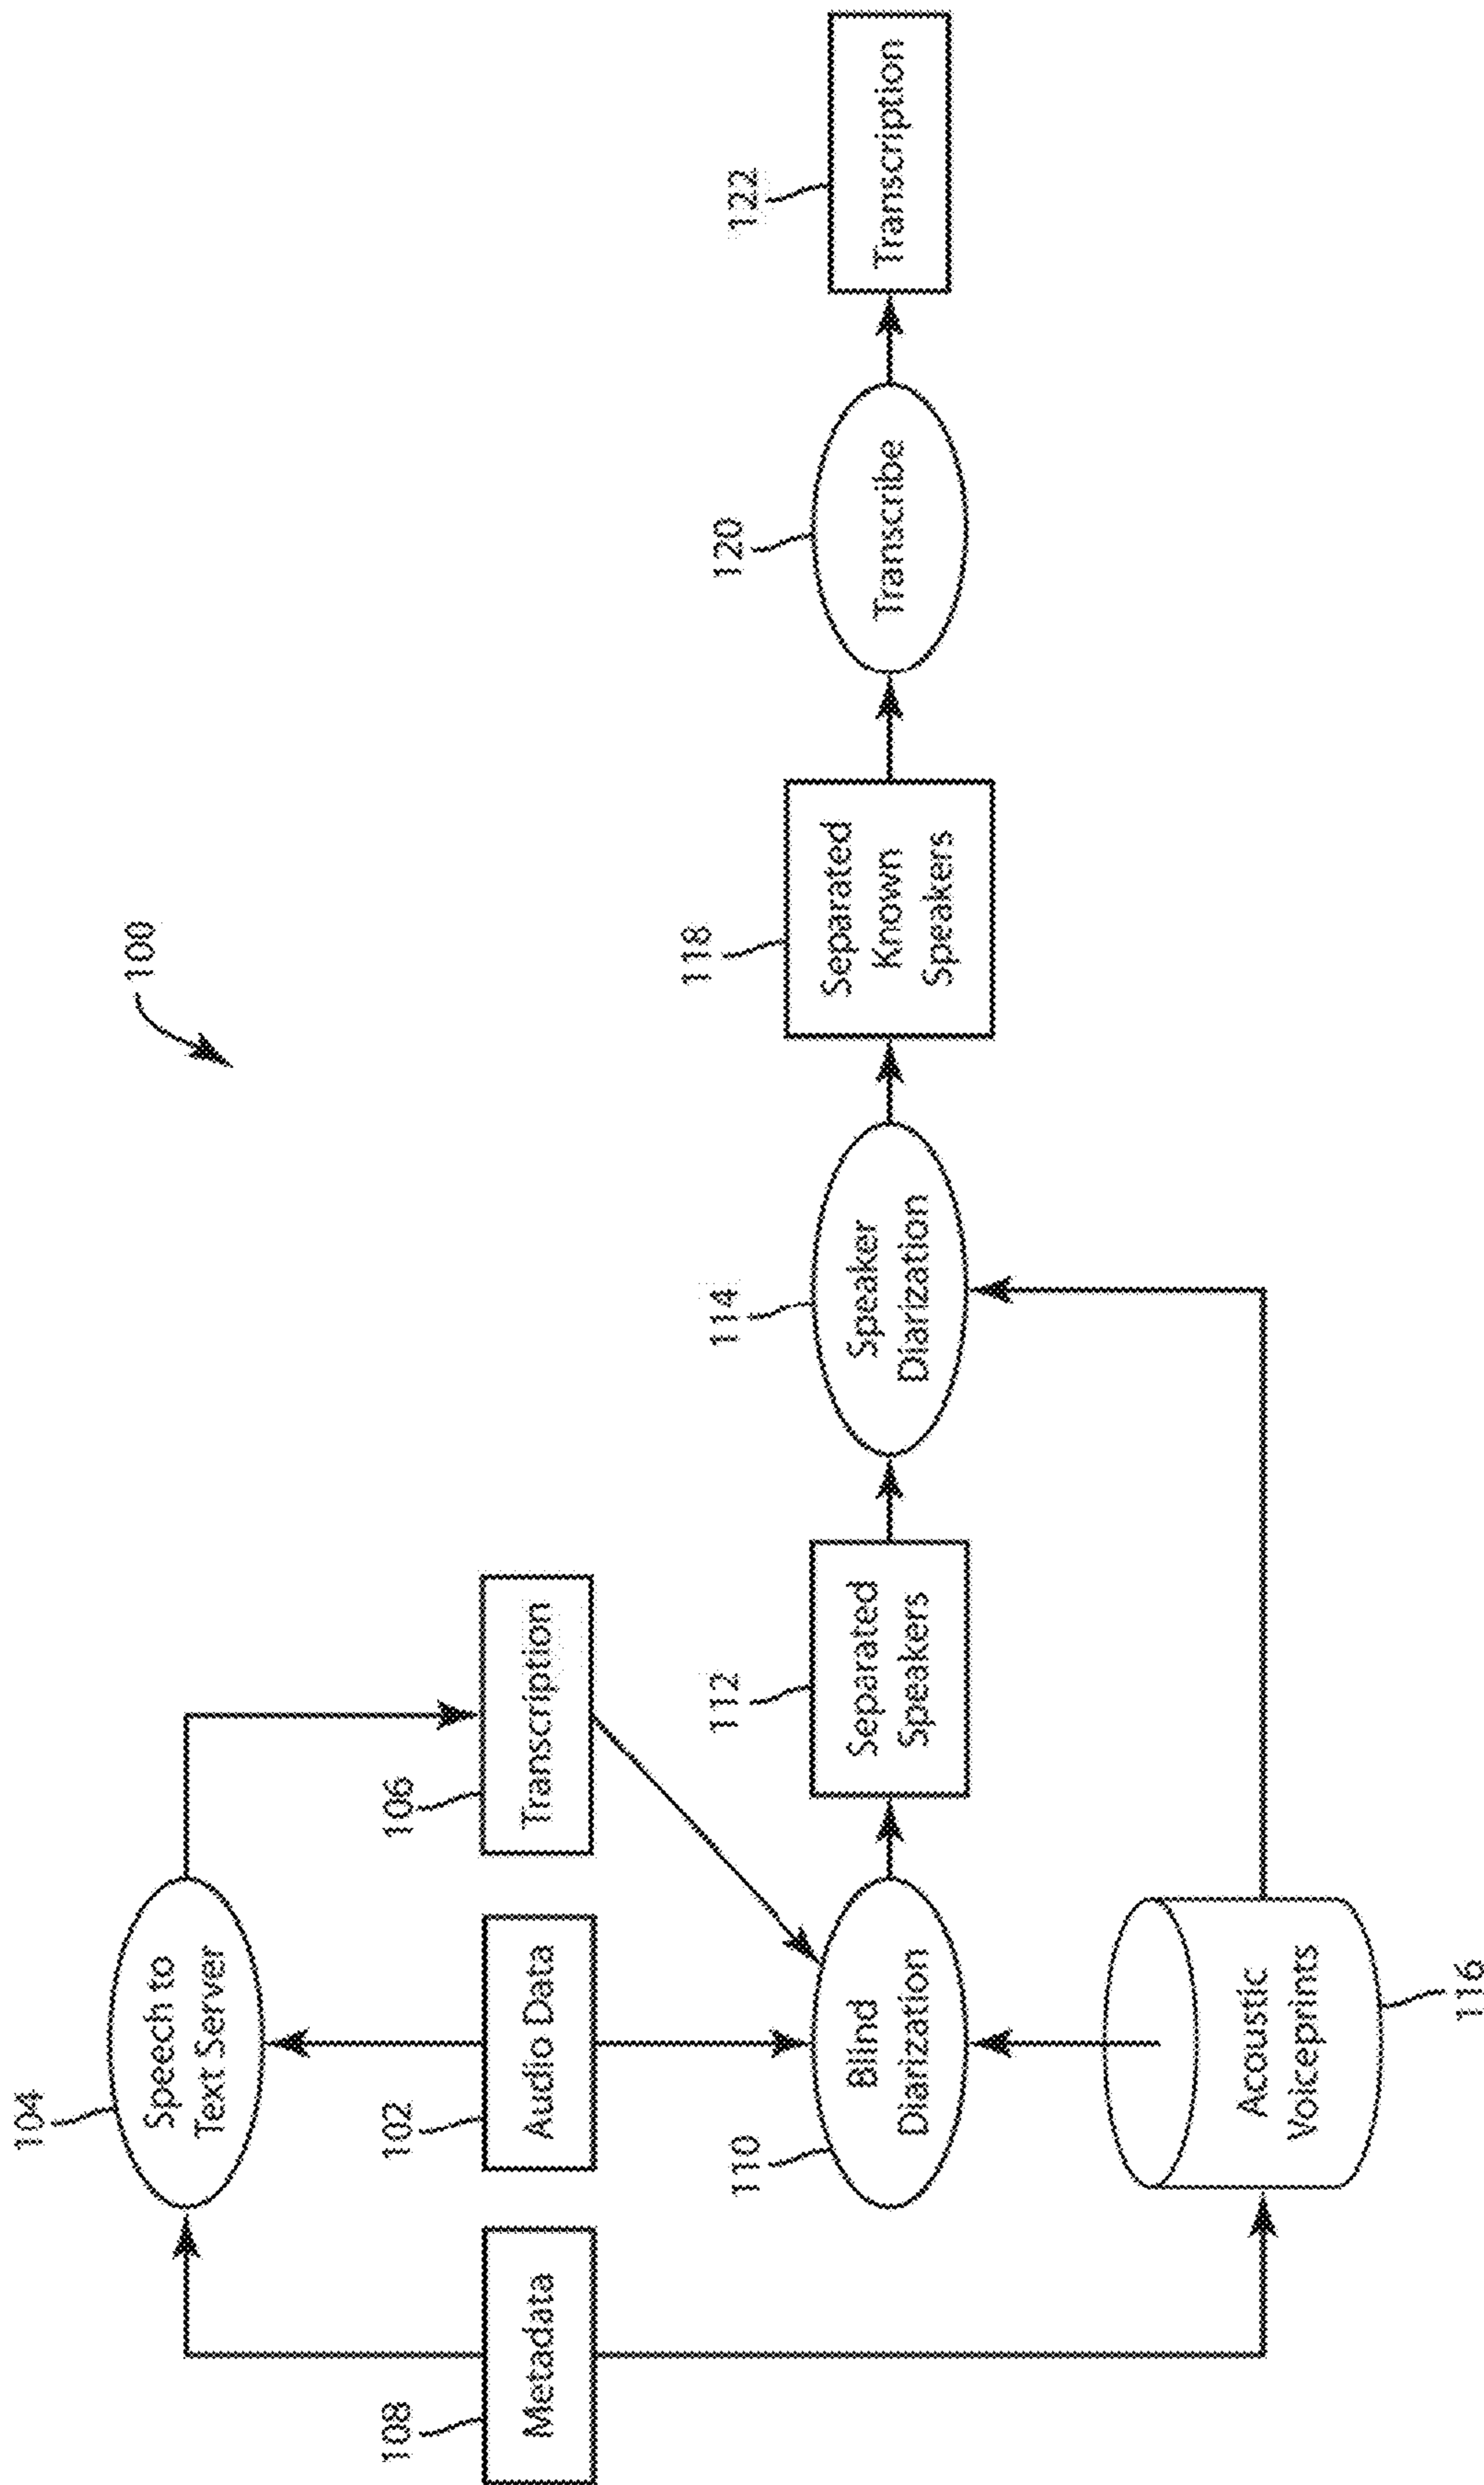 100
104
Speech to
Text Server
108
Metadata
102
Audio Data
106
Transcription
110
Blind
Diarization
112
Separated
Speakers
114
Speaker
Diarization
118
Separated
Known
Speakers
120
Transcribe
122
Transcription
Acoustic
Voiceprints
116